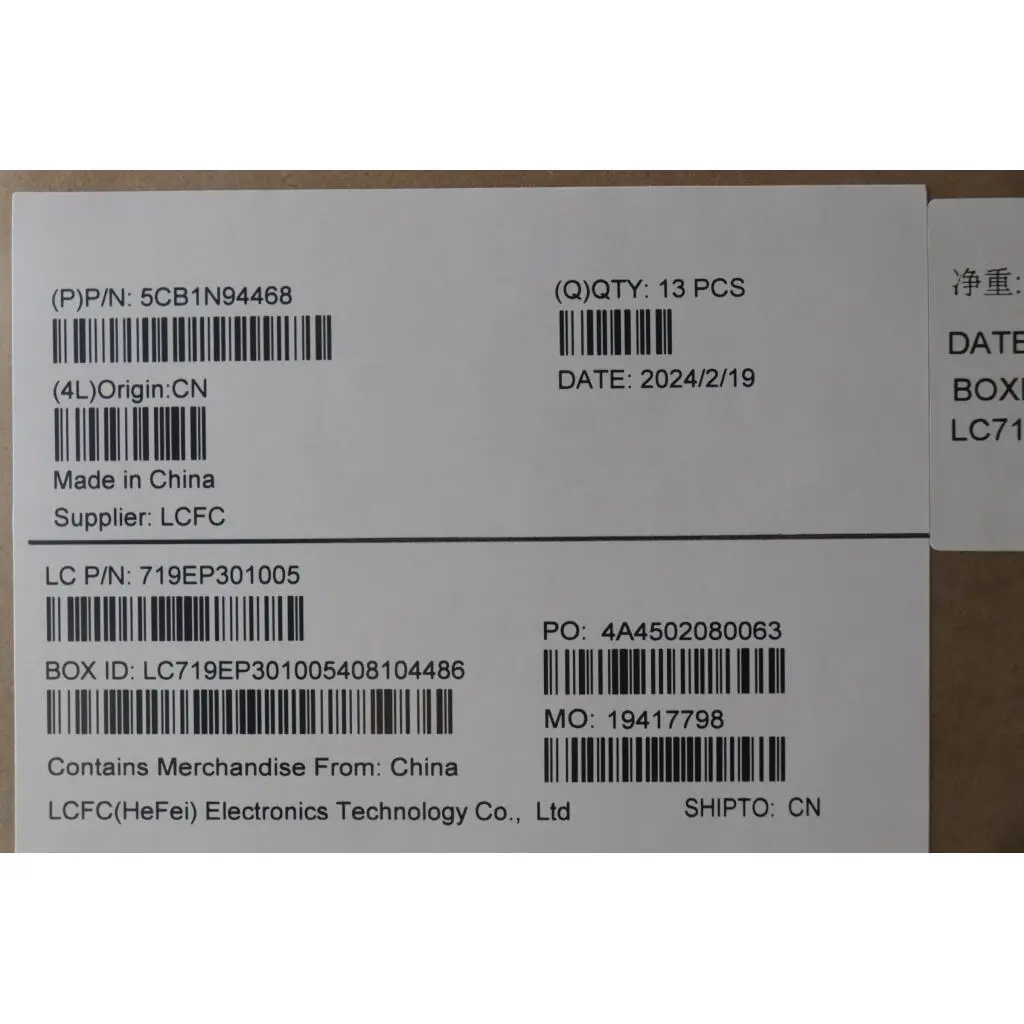 (P)P/N: 5CB1N94468
(Q)QTY: 13 PCS
(4L)Origin:CN
DATE: 2024/2/19
Made in China
Supplier: LCFC
LC P/N: 719EP301005
PO: 4A4502080063
BOX ID: LC719EP301005408104486
MO: 19417798
Contains Merchandise From: China
LCFC(HeFei) Electronics Technology Co., Ltd
SHIPTO: CN
净重:
DATE
BOXI
LC71